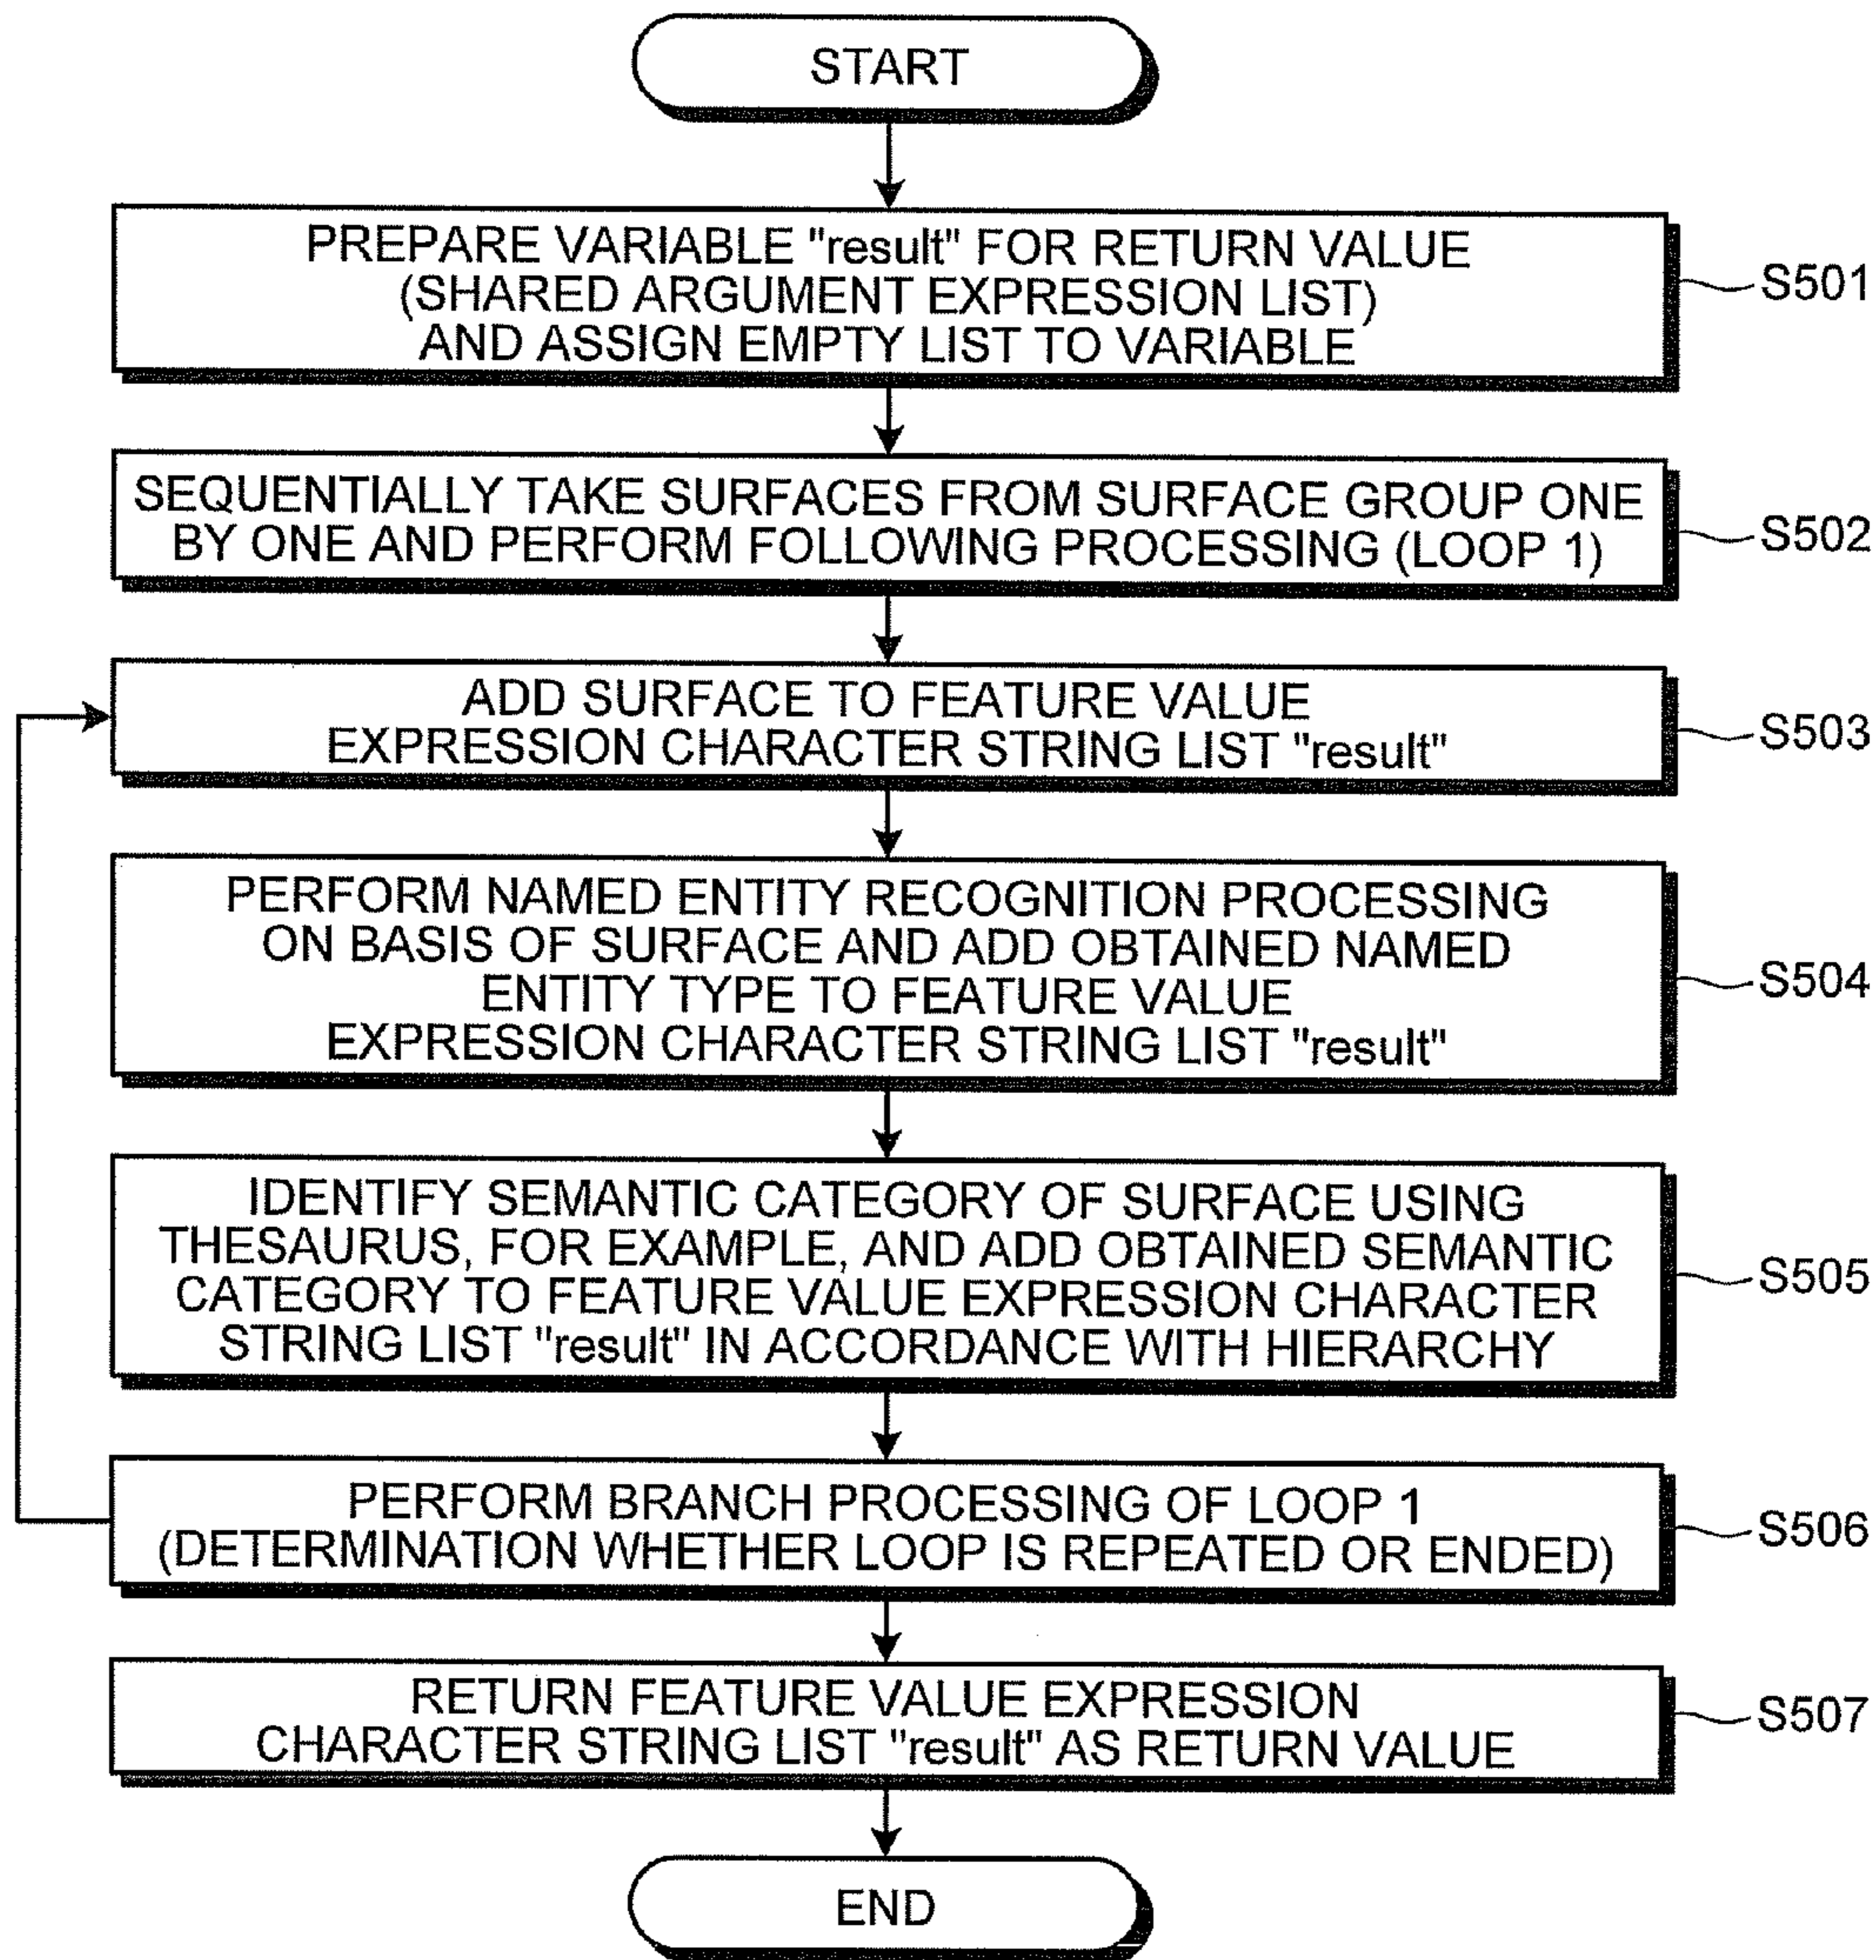 START
PREPARE VARIABLE "result" FOR RETURN VALUE
(SHARED ARGUMENT EXPRESSION LIST)
AND ASSIGN EMPTY LIST TO VARIABLE
S501
SEQUENTIALLY TAKE SURFACES FROM SURFACE GROUP ONE
BY ONE AND PERFORM FOLLOWING PROCESSING (LOOP 1)
S502
ADD SURFACE TO FEATURE VALUE
EXPRESSION CHARACTER STRING LIST "result"
S503
PERFORM NAMED ENTITY RECOGNITION PROCESSING
ON BASIS OF SURFACE AND ADD OBTAINED NAMED
ENTITY TYPE TO FEATURE VALUE
EXPRESSION CHARACTER STRING LIST "result"
S504
IDENTIFY SEMANTIC CATEGORY OF SURFACE USING
THESAURUS, FOR EXAMPLE, AND ADD OBTAINED SEMANTIC
CATEGORY TO FEATURE VALUE EXPRESSION CHARACTER
STRING LIST "result" IN ACCORDANCE WITH HIERARCHY
S505
PERFORM BRANCH PROCESSING OF LOOP 1
(DETERMINATION WHETHER LOOP IS REPEATED OR ENDED)
S506
RETURN FEATURE VALUE EXPRESSION
CHARACTER STRING LIST "result" AS RETURN VALUE
S507
END